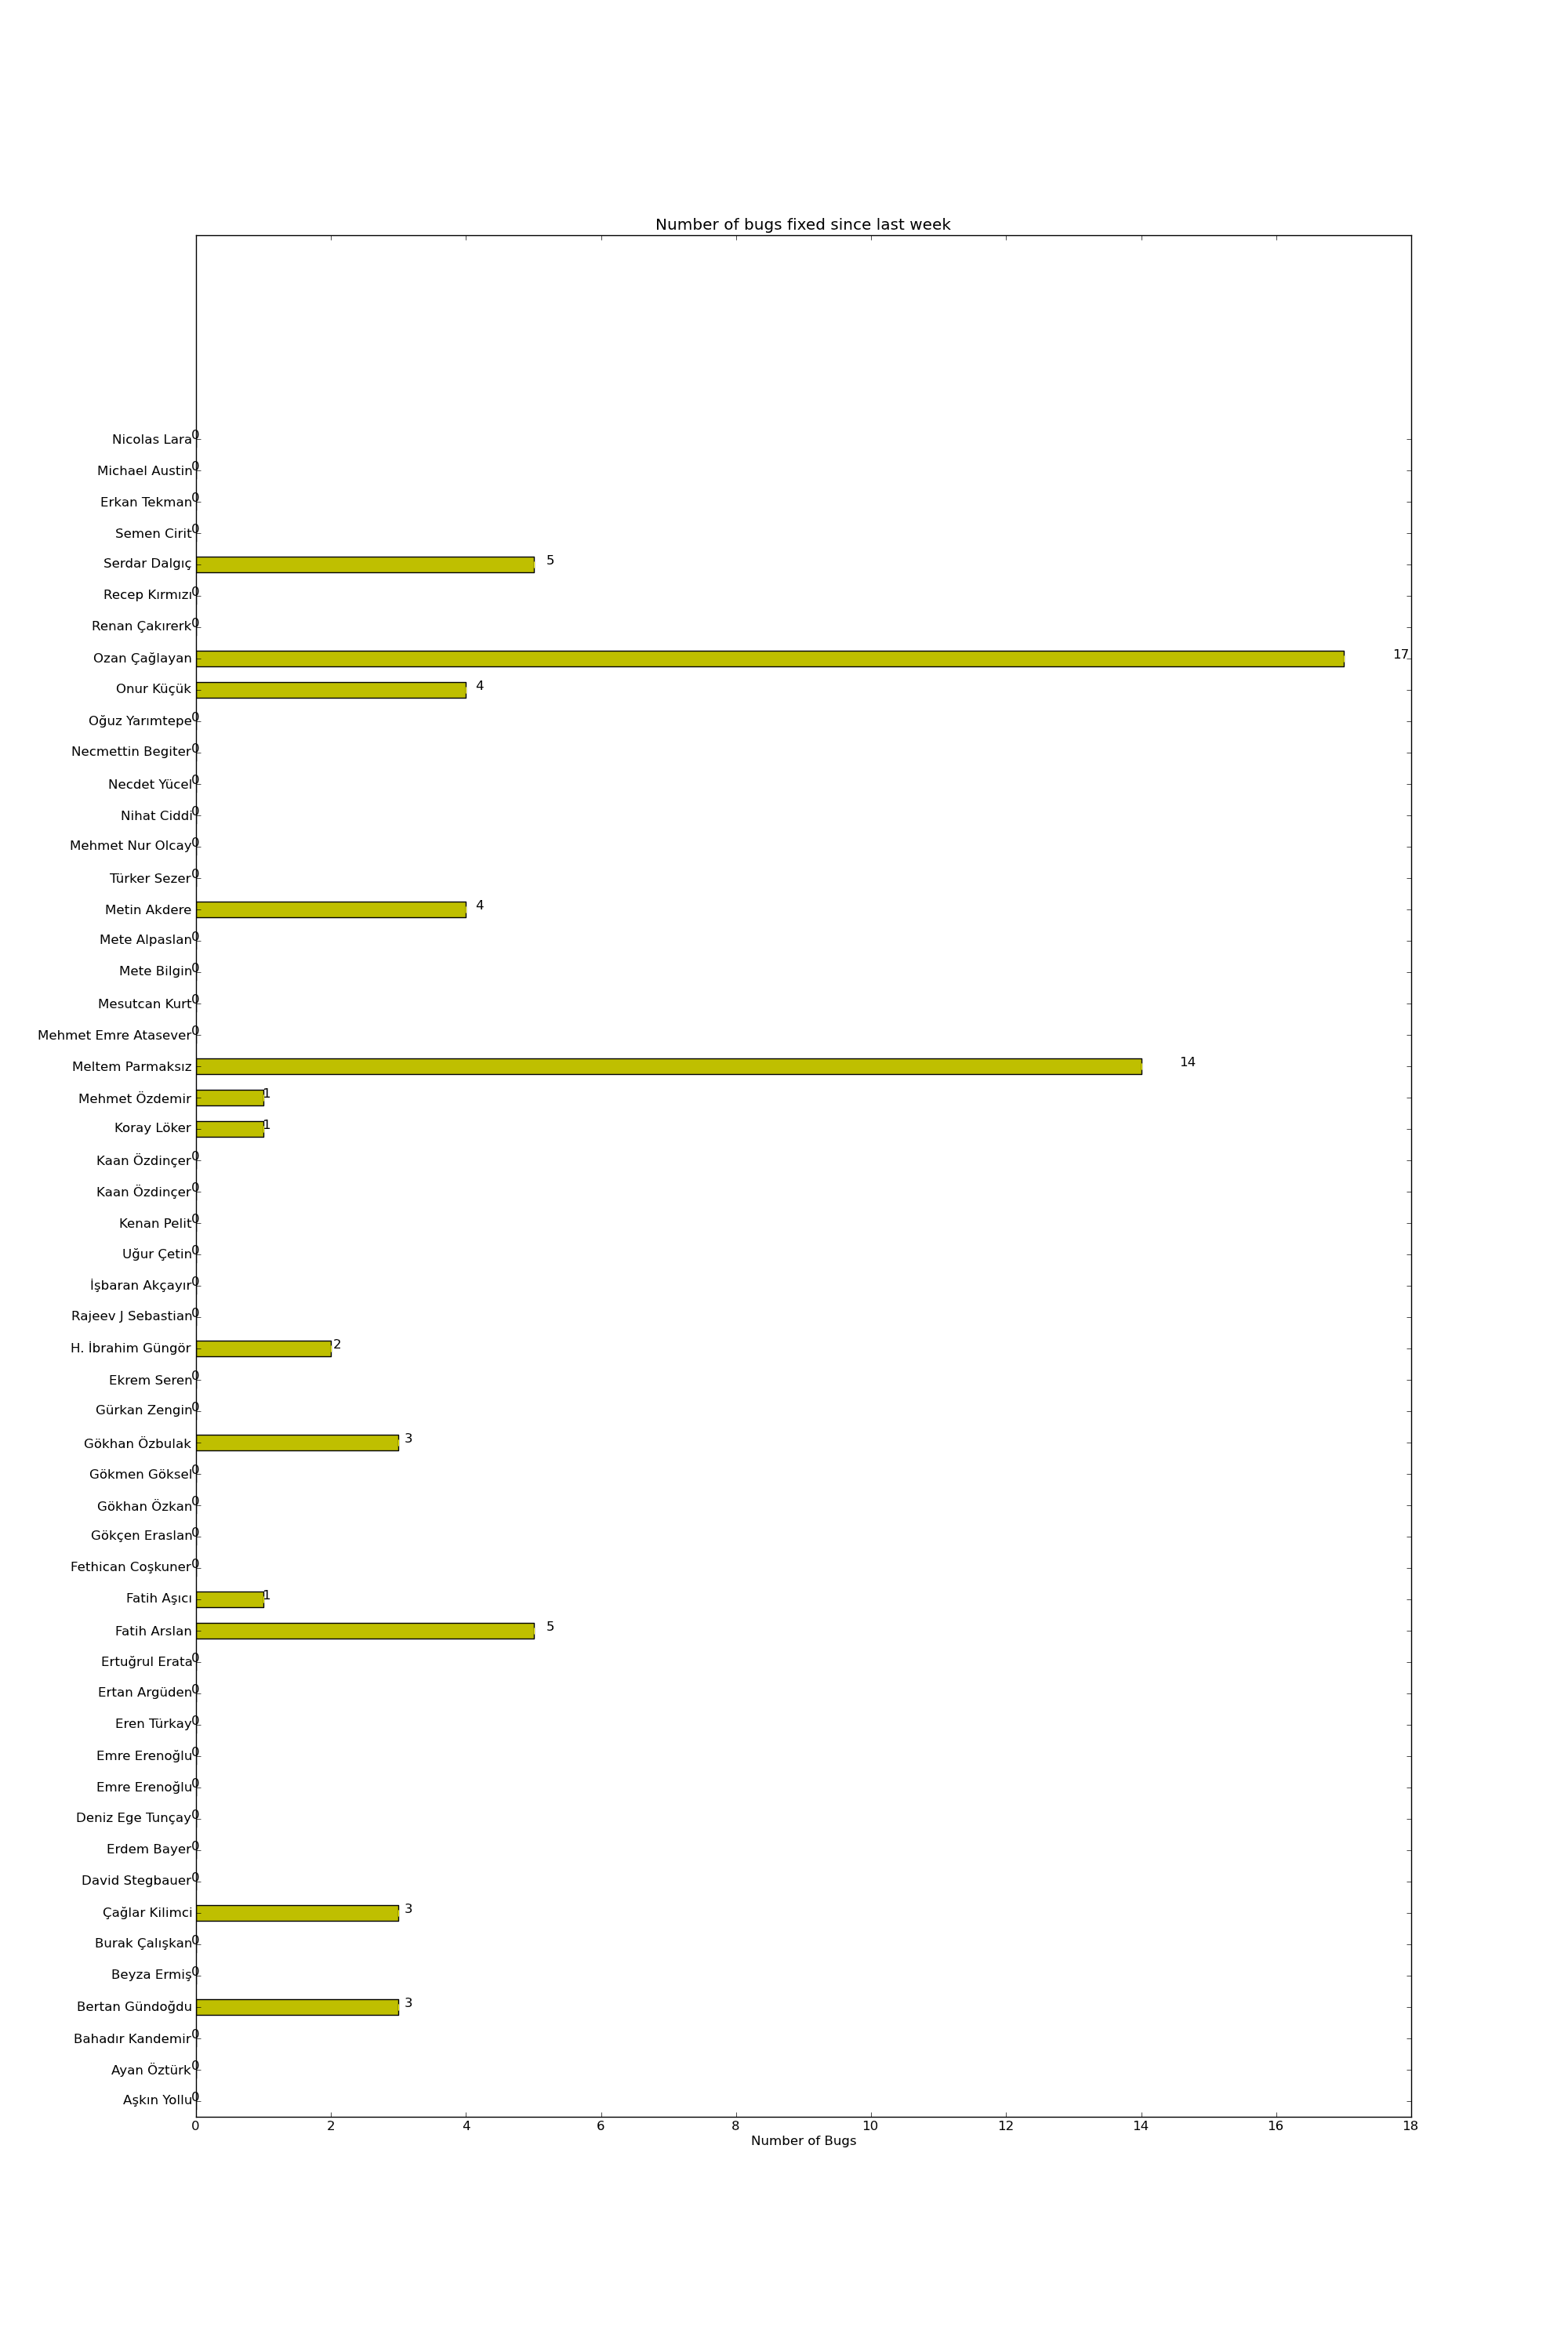 Number of bugs fixed since last week
Nicolas Lara 0
Michael Austin 0
Erkan Tekman 0
Semen Cirit 0
Serdar Dalgıç 5
Recep Kırmızı 0
Renan Çakırerk 0
Ozan Çağlayan 17
Onur Küçük 4
Oğuz Yarımtepe 0
Necmettin Begiter 0
Necdet Yücel 0
Nihat Ciddi 0
Mehmet Nur Olcay 0
Türker Sezer 0
Metin Akdere 4
Mete Alpaslan 0
Mete Bilgin 0
Mesutcan Kurt 0
Mehmet Emre Atasever 0
Meltem Parmaksız 14
Mehmet Özdemir 1
Koray Löker 1
Kaan Özdinçer 0
Kaan Özdinçer 0
Kenan Pelit 0
Uğur Çetin 0
İşbaran Akçayır 0
Rajeev J Sebastian 0
H. İbrahim Güngör 2
Ekrem Seren 0
Gürkan Zengin 0
Gökhan Özbulak 3
Gökmen Göksel 0
Gökhan Özkan 0
Gökçen Eraslan 0
Fethican Coşkuner 0
Fatih Aşıcı 1
Fatih Arslan 5
Ertuğrul Erata 0
Ertan Argüden 0
Eren Türkay 0
Emre Erenoğlu 0
Emre Erenoğlu 0
Deniz Ege Tunçay 0
Erdem Bayer 0
David Stegbauer 0
Çağlar Kilimci 3
Burak Çalışkan 0
Beyza Ermiş 0
Bertan Gündoğdu 3
Bahadır Kandemir 0
Ayan Öztürk 0
Aşkın Yollu 0
0 2 4 6 8 10 12 14 16 18
Number of Bugs